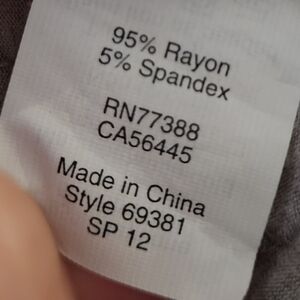 95% Rayon
5% Spandex
RN77388
CA56445
Made in China
Style 69381
SP 12